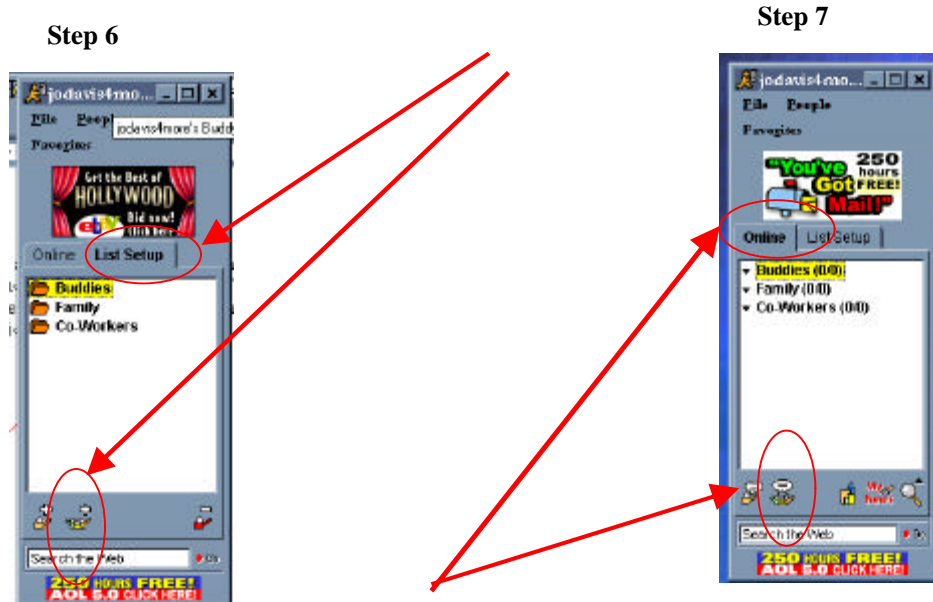 Step 6
jodavis4mo...
File
jodavis4more's Budd
Favorites
Get the Best of
HOLLYWOOD
Bid now!
Online List Setup
Buddies
Family
Co-Workers
Search the Web
250 HOURS FREE!
AOL 5.0 CLICK HERE!
Step 7
jodavis4mo...
File People
Favorites
"You've
Got
Mail!"
250
hours
FREE!
Online List Setup
Buddies (0/0)
Family (0/0)
Co-Workers (0/0)
Search the Web
250 HOURS FREE!
AOL 5.0 CLICK HERE!